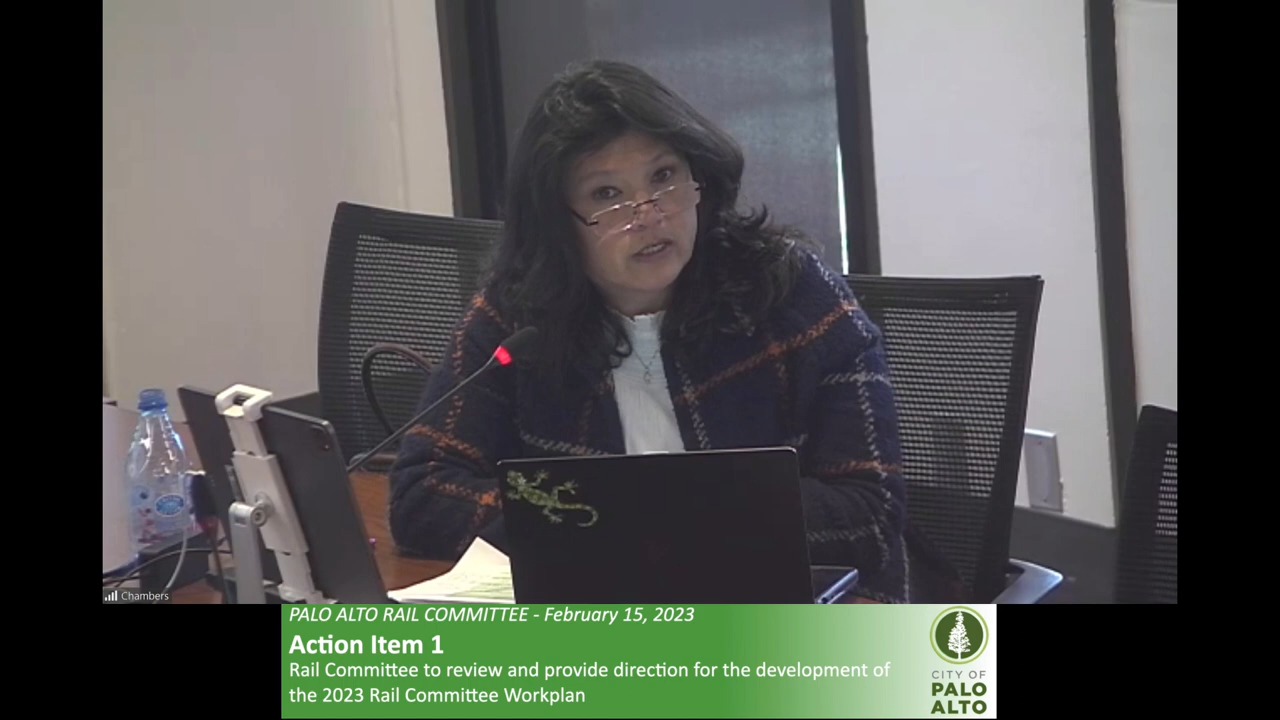 Chambers
PALO ALTO RAIL COMMITTEE - February 15, 2023
Action Item 1
Rail Committee to review and provide direction for the development of
the 2023 Rail Committee Workplan
CITY OF
PALO
ALTO